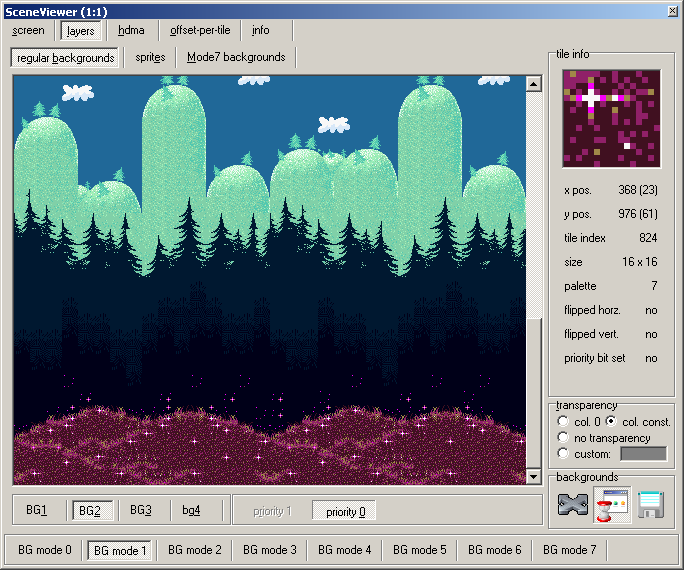 SceneViewer (1:1)
screen layers hdma offset-per-tile info
regular backgrounds sprites Mode7 backgrounds
tile info
x pos. 368 (23)
y pos. 976 (61)
tile index 824
size 16 x 16
palette 7
flipped horz. no
flipped vert. no
priority bit set no
transparency
col. 0 col. const.
no transparency
custom:
backgrounds
BG1 BG2 BG3 bg4 priority 1 priority 0
BG mode 0 BG mode 1 BG mode 2 BG mode 3 BG mode 4 BG mode 5 BG mode 6 BG mode 7